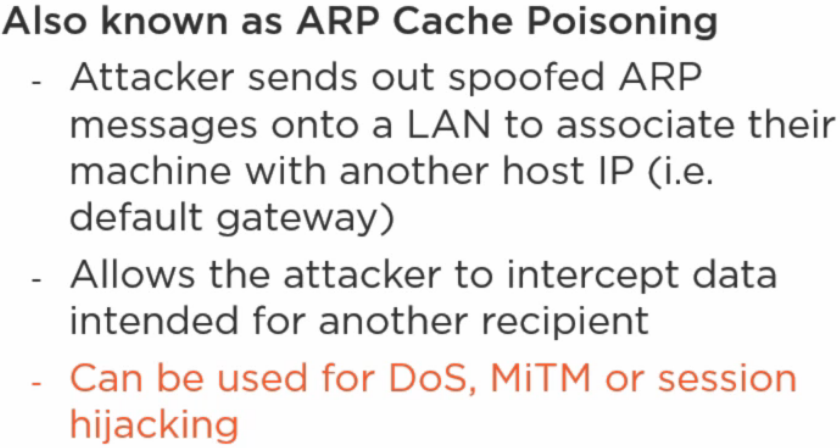 Also known as ARP Cache Poisoning
- Attacker sends out spoofed ARP
messages onto a LAN to associate their
machine with another host IP (i.e.
default gateway)
- Allows the attacker to intercept data
intended for another recipient
- Can be used for DoS, MiTM or session
hijacking